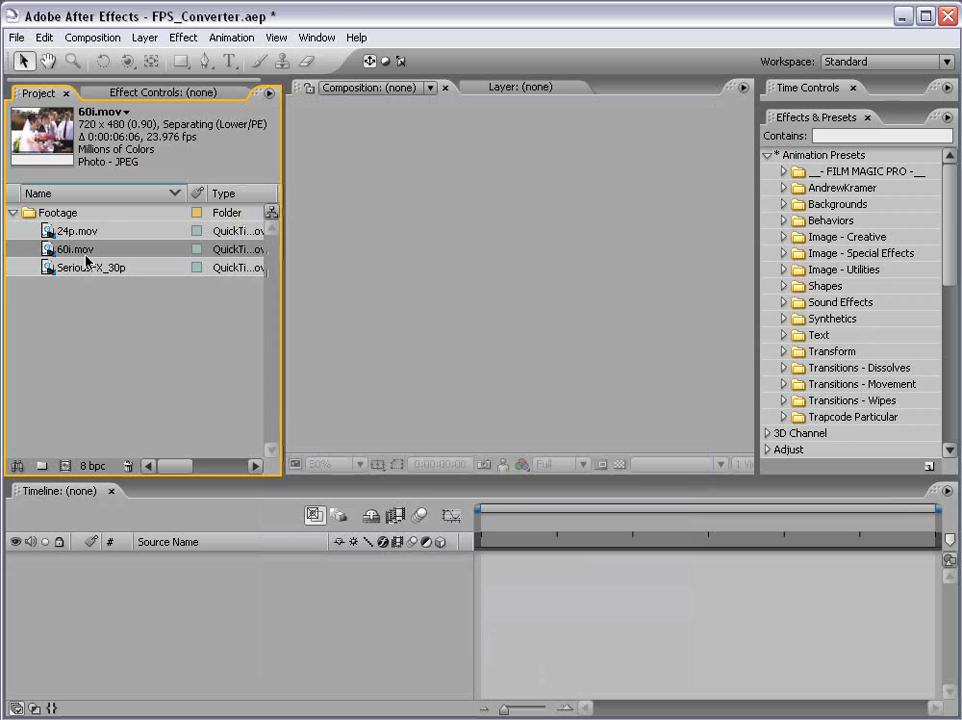 Adobe After Effects - FPS_Converter.aep *
File Edit Composition Layer Effect Animation View Window Help
Workspace: Standard
Project Effect Controls: (none)
Composition: (none) Layer: (none)
Time Controls
60i.mov
720 x 480 (0.90), Separating (Lower/PE)
Δ 0:00:06:06, 23.976 fps
Millions of Colors
Photo - JPEG
Name Type
Footage Folder
24p.mov QuickTi...ov
60i.mov QuickTi...ov
QuickTi...ov
8 bpc
50% 0:00:00:00 Full 1 Vi
Effects & Presets
Contains:
* Animation Presets
__- FILM MAGIC PRO -__
AndrewKramer
Backgrounds
Behaviors
Image - Creative
Image - Special Effects
Image - Utilities
Shapes
Sound Effects
Synthetics
Text
Transform
Transitions - Dissolves
Transitions - Movement
Transitions - Wipes
Trapcode Particular
3D Channel
Adjust
Timeline: (none)
# Source Name